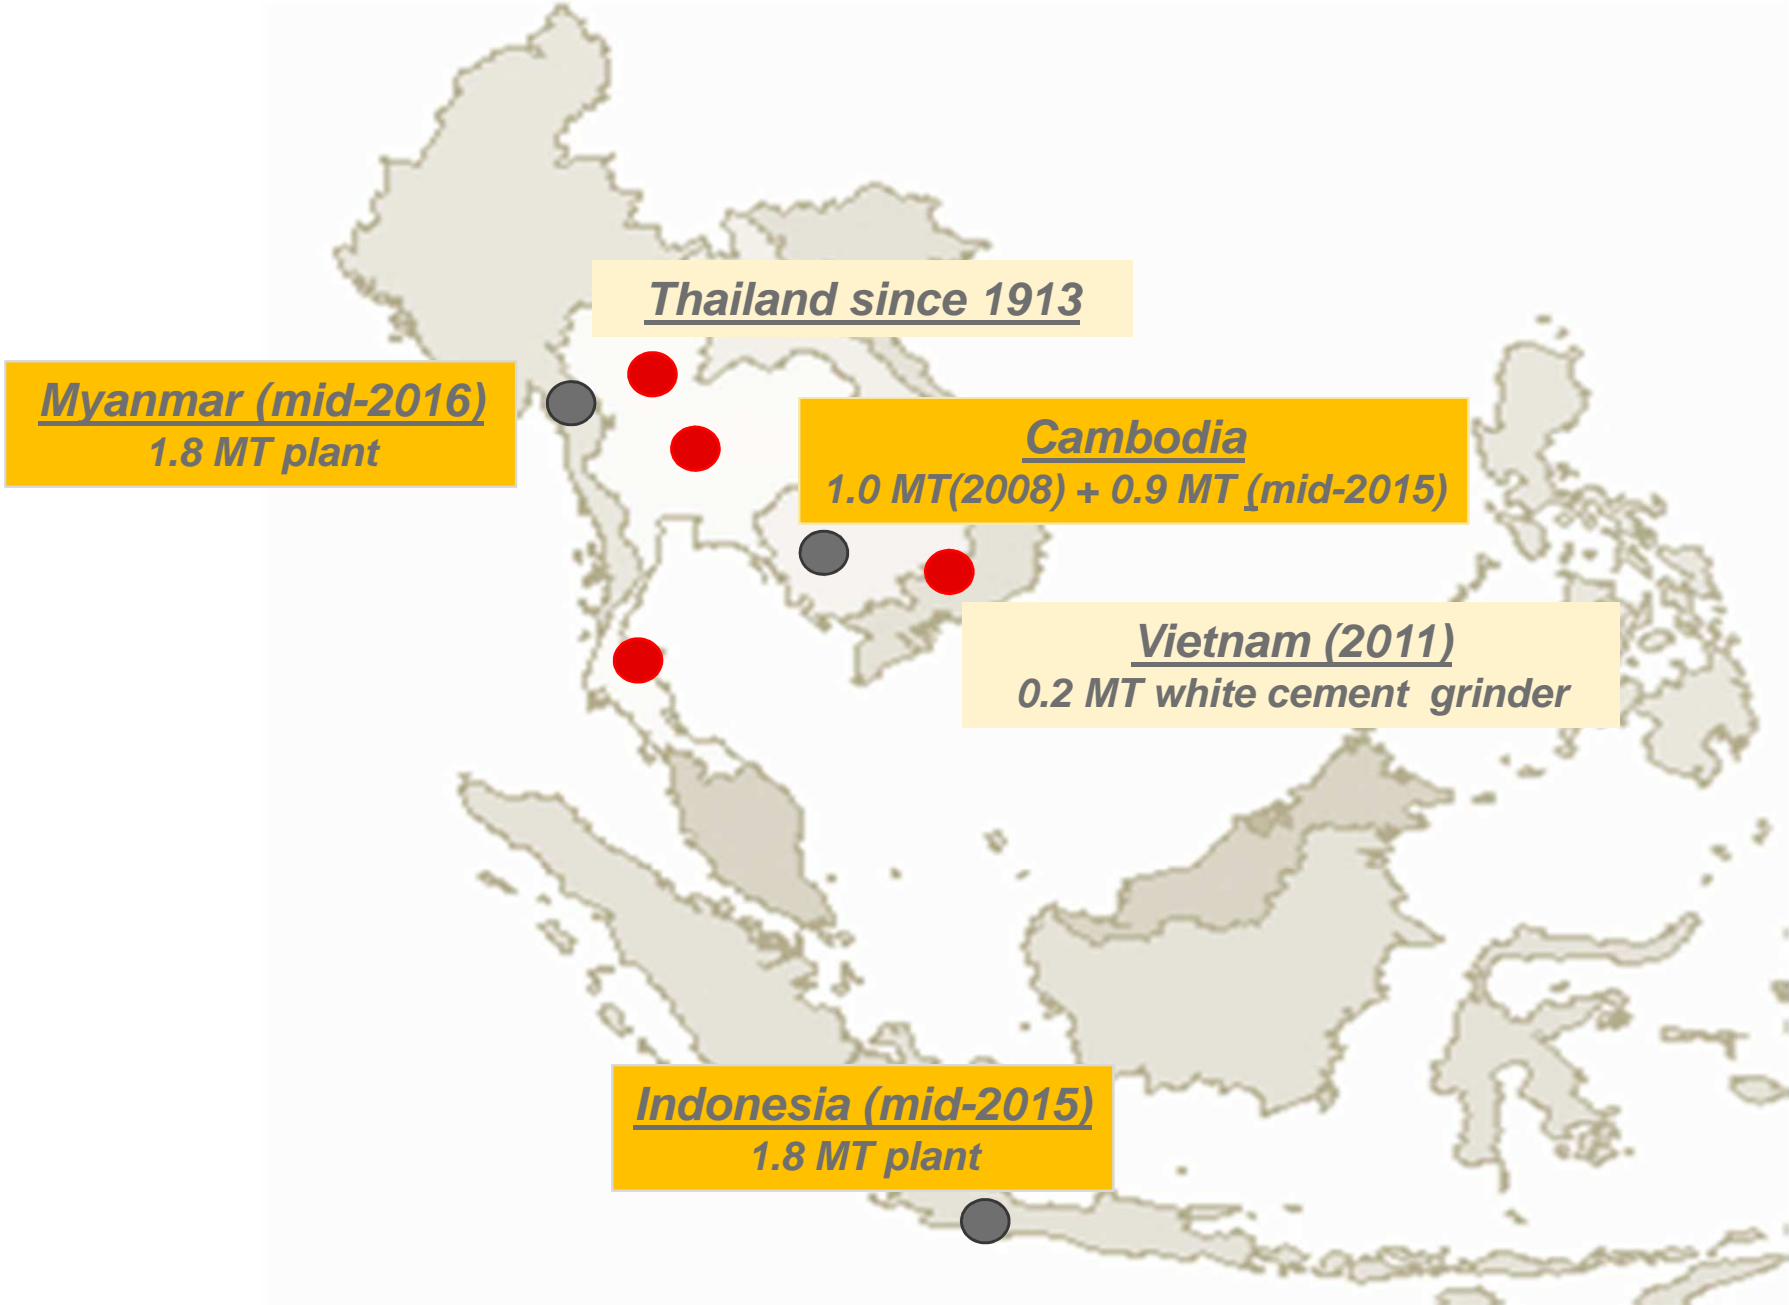 Thailand since 1913
Myanmar (mid-2016)
1.8 MT plant
Cambodia
1.0 MT(2008) + 0.9 MT (mid-2015)
Vietnam (2011)
0.2 MT white cement  grinder
Indonesia (mid-2015)
1.8 MT plant